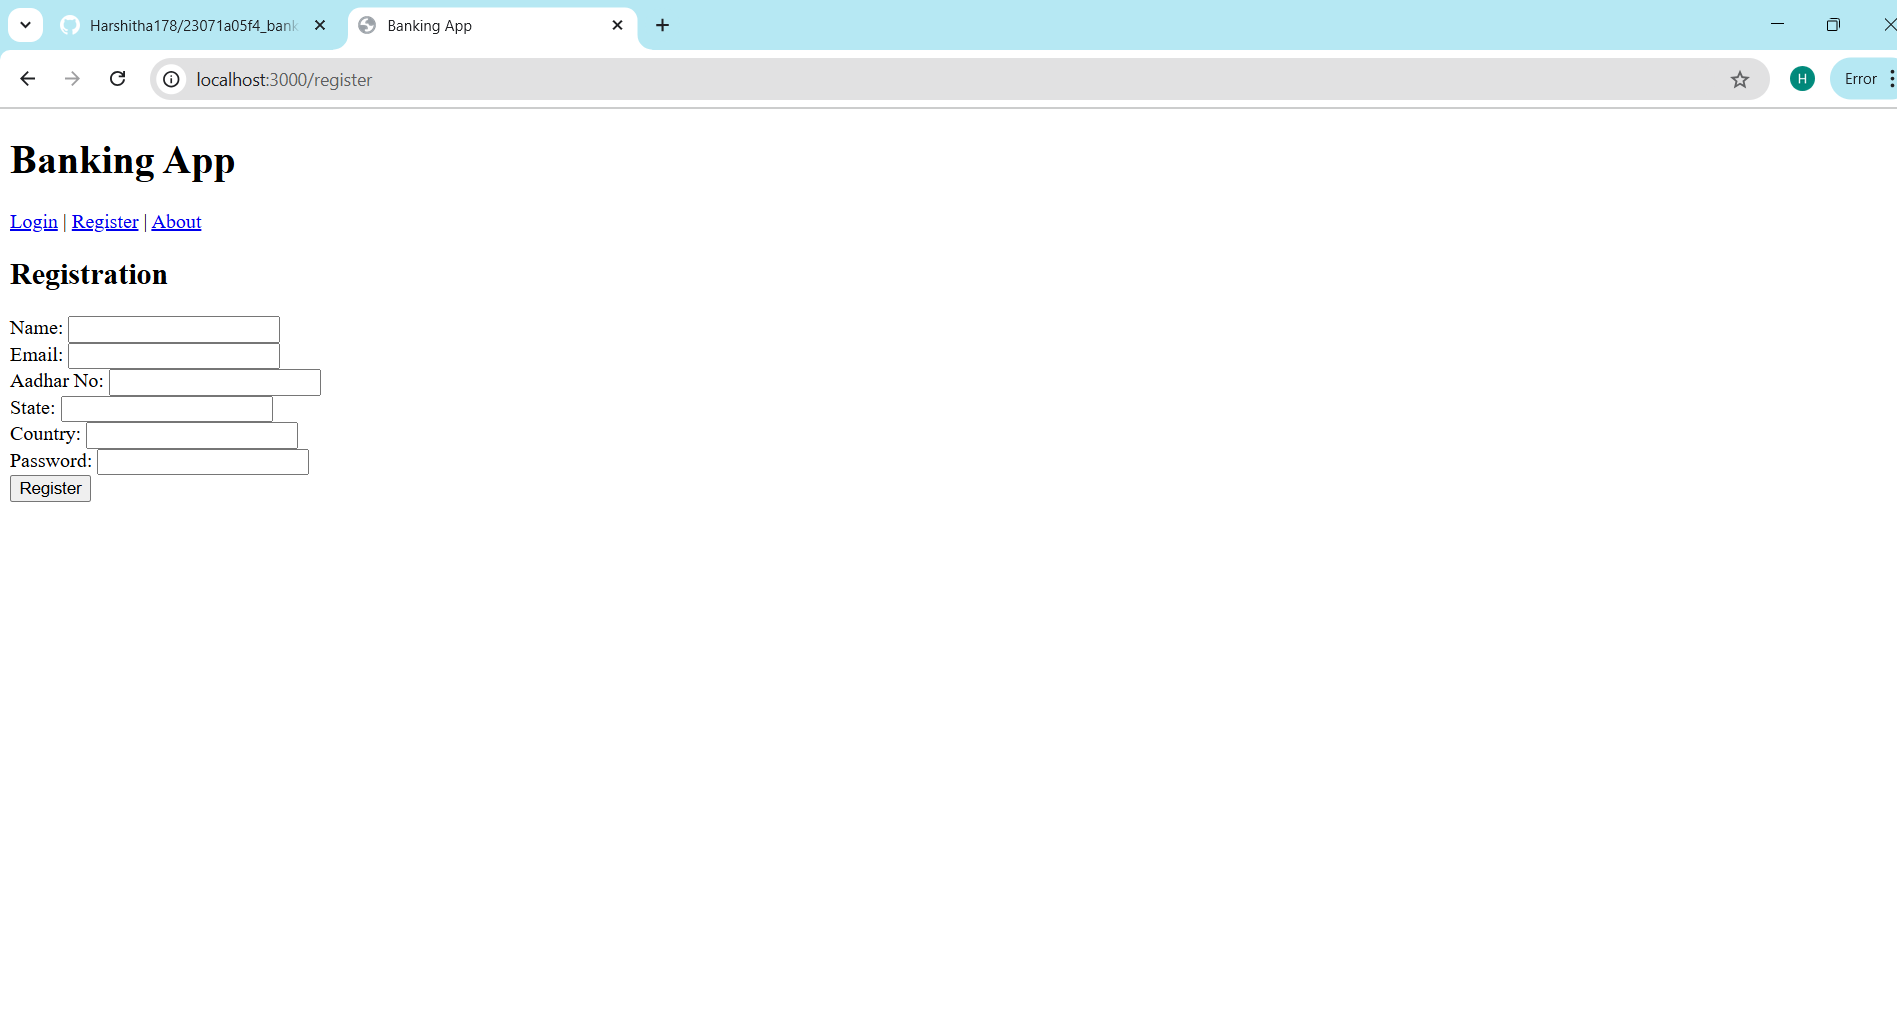 Harshitha178/23071a05f4_bank
Banking App
localhost:3000/register
H
Error
Banking App
Login | Register | About
Registration
Name:
Email:
Aadhar No:
State:
Country:
Password:
Register